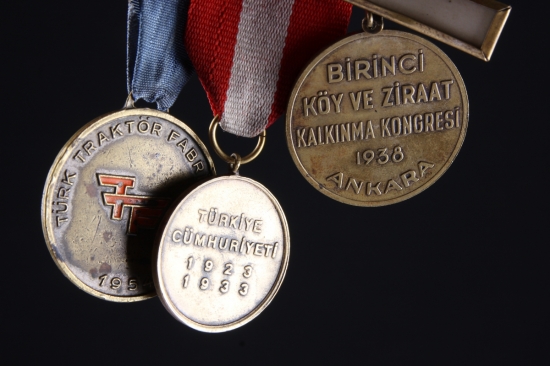 TÜRK TRAKTÖR FABR
TTF
TÜRKİYE
CÜMHURİYETİ
1923
1933
BİRİNCİ
KÖY VE ZİRAAT
KALKINMA KONGRESİ
1938
ANKARA